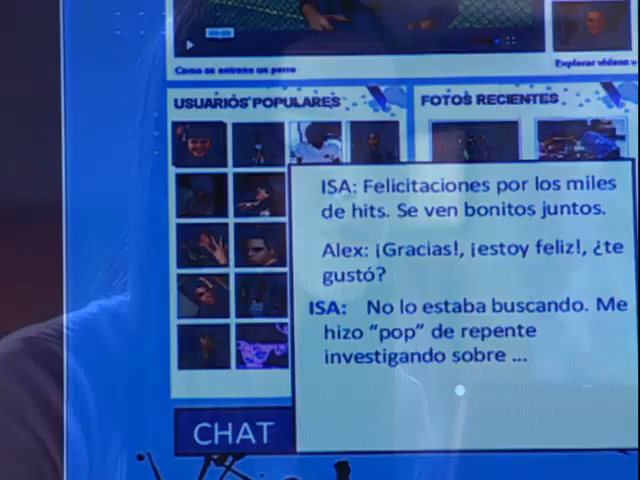 Como se entrena un perro
Explorar videos
USUARIOS POPULARES
FOTOS RECIENTES
ISA: Felicitaciones por los miles
de hits. Se ven bonitos juntos.
Alex: ¡Gracias!, ¡estoy feliz!, ¿te
gustó?
ISA: No lo estaba buscando. Me
hizo “pop” de repente
investigando sobre ...
CHAT